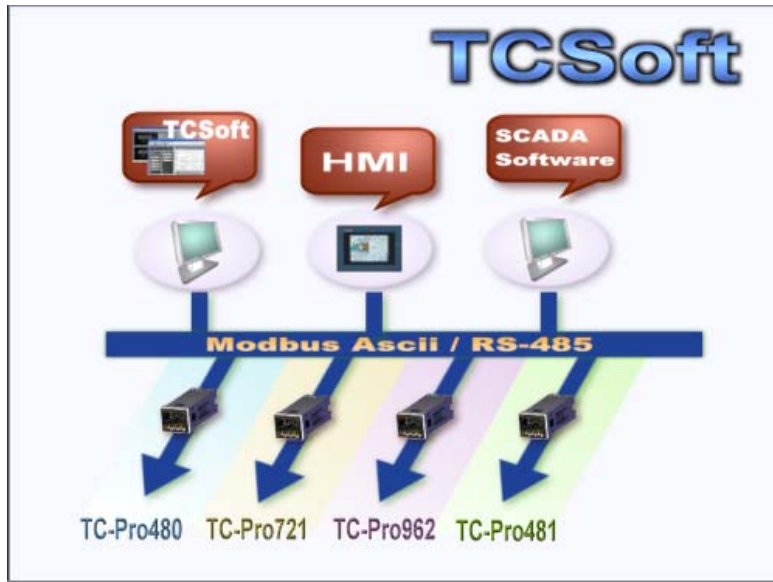 TCSoft
TCSoft
HMI
SCADA
Software
Modbus Ascii / RS-485
TC-Pro480
TC-Pro721
TC-Pro962
TC-Pro481